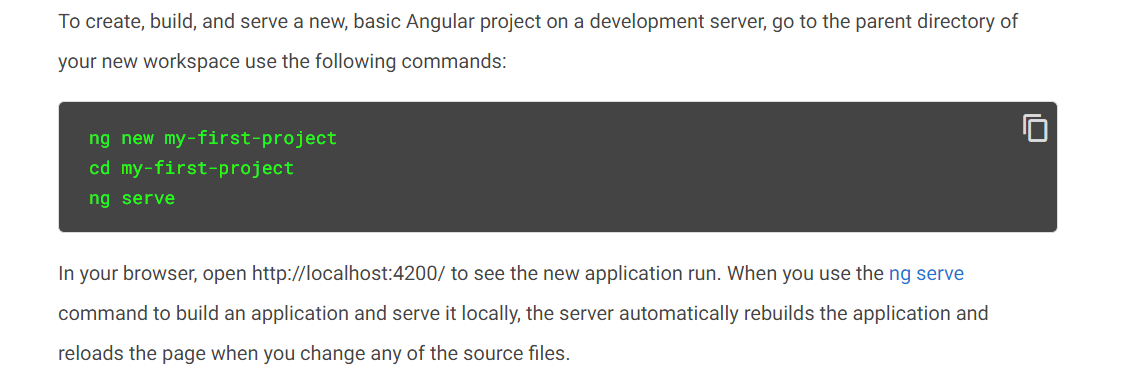 To create, build, and serve a new, basic Angular project on a development server, go to the parent directory of
your new workspace use the following commands:
ng new my-first-project
cd my-first-project
ng serve
In your browser, open http://localhost:4200/ to see the new application run. When you use the ng serve
command to build an application and serve it locally, the server automatically rebuilds the application and
reloads the page when you change any of the source files.